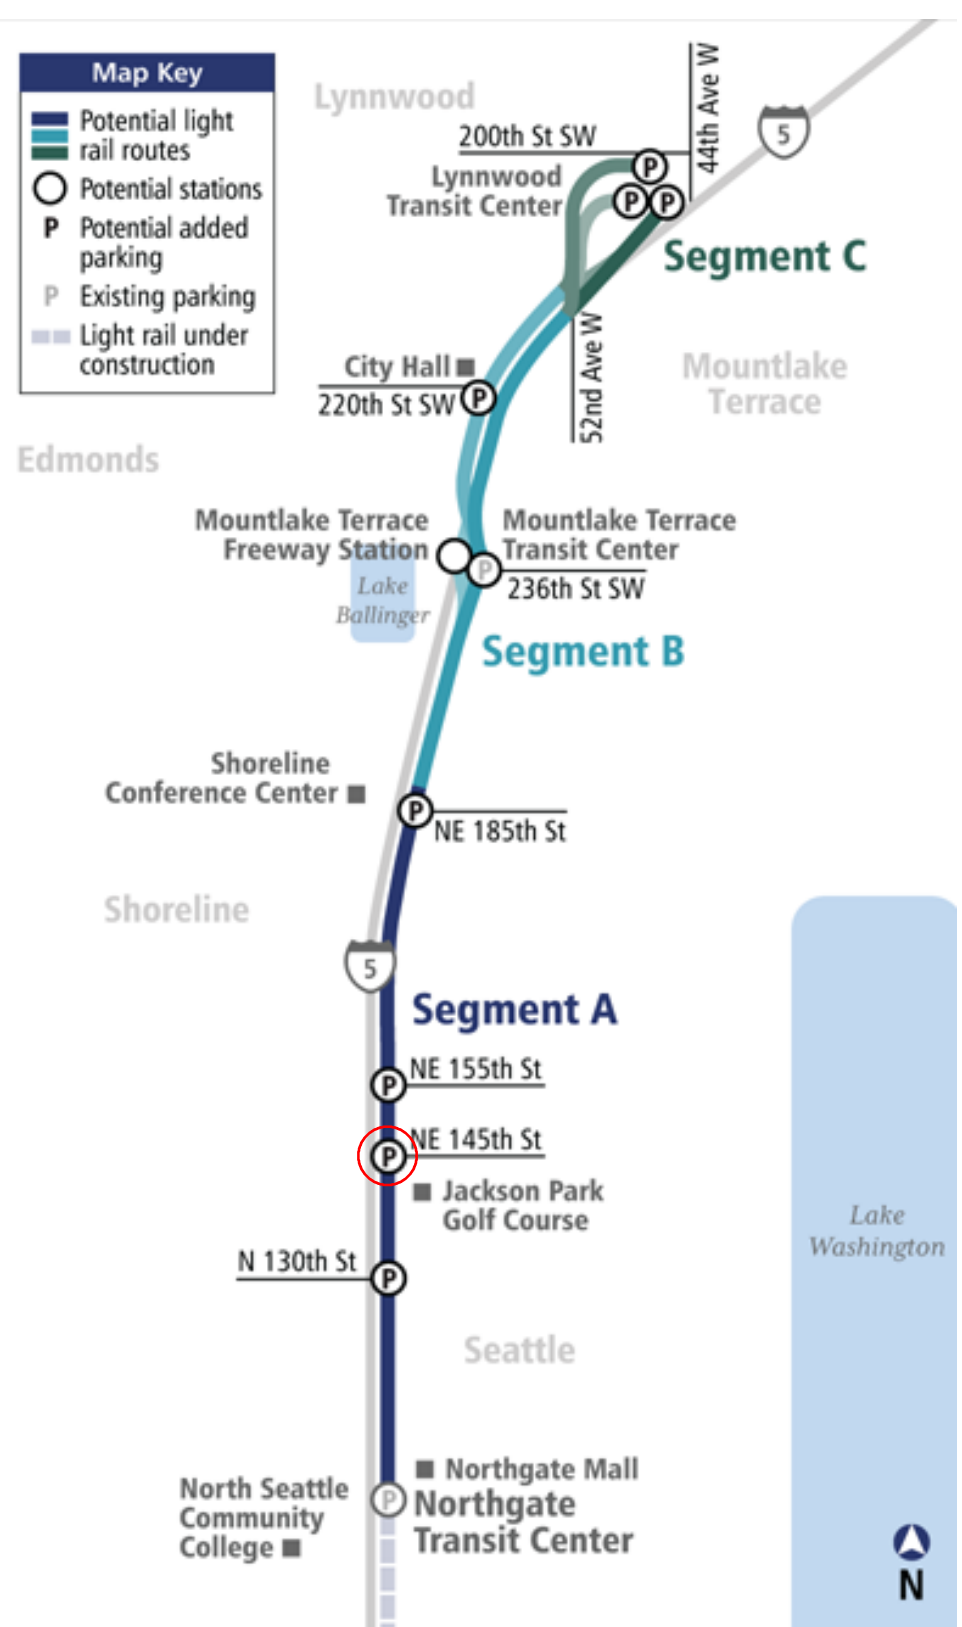 Map Key
Potential light
rail routes
Potential stations
P Potential added
parking
P Existing parking
Light rail under
construction
Lynnwood
200th St SW
44th Ave W
5
P
Lynnwood
Transit Center
P P
Segment C
52nd Ave W
City Hall
220th St SW
P
Mountlake
Terrace
Edmonds
Mountlake Terrace
Freeway Station
Mountlake Terrace
Transit Center
P
236th St SW
Lake
Ballinger
Segment B
Shoreline
Conference Center
P
NE 185th St
Shoreline
5
Segment A
NE 155th St
P
NE 145th St
P
Jackson Park
Golf Course
Lake
Washington
N 130th St
P
Seattle
Northgate Mall
North Seattle
Community
College
P
Northgate
Transit Center
N